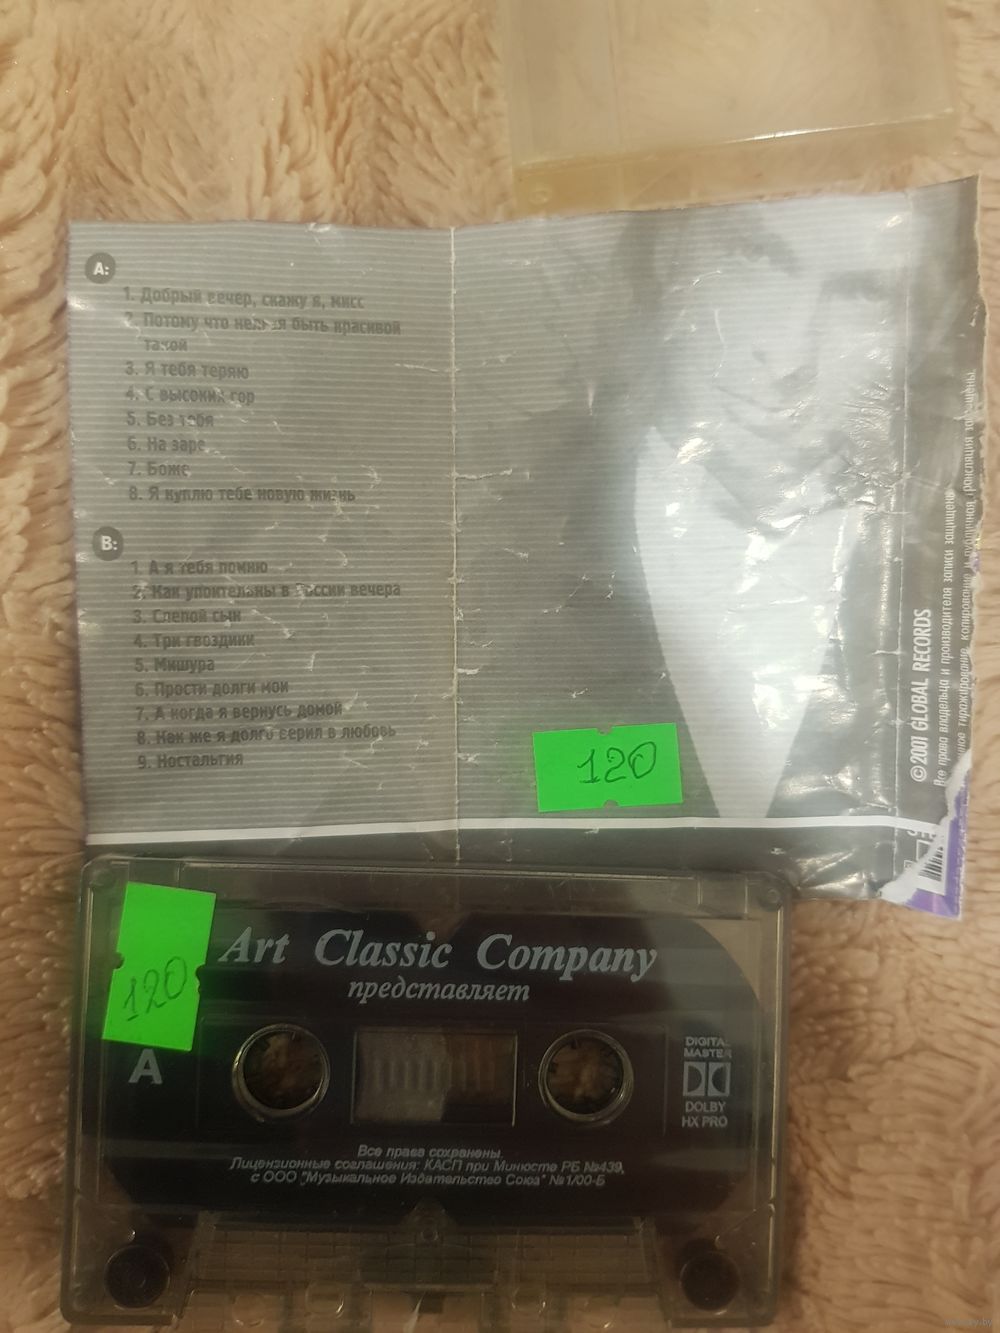 A:
1. Добрый вечер, скажу я, мисс
2. Потому что нельзя быть красивой
такой
3. Я тебя теряю
4. С высоких гор
5. Без тебя
6. На заре
7. Боже
8. Я куплю тебе новую жизнь
B:
1. А я тебя помню
2. Как упоительны в России вечера
3. Слепой сын
4. Три гвоздики
5. Мишура
6. Прости долги мои
7. А когда я вернусь домой
8. Как же я долго верил в любовь
9. Ностальгия
120
©2001 GLOBAL RECORDS
Все права владельца и производителя записи защищены.
тиражирование, копирование и публичная трансляция запрещены.
120
Art Classic Company
представляет
A
DIGITAL
MASTER
DOLBY
HX PRO
Все права сохранены.
Лицензионные соглашения: КАСП при Минюсте РБ №439,
с ООО "Музыкальное Издательство Союз" №1/00-Б